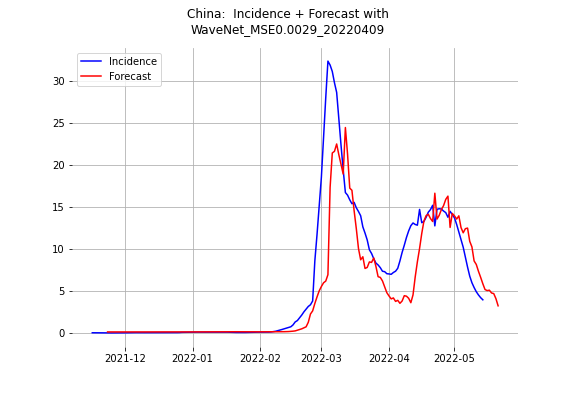 China:  Incidence + Forecast with
WaveNet_MSE0.0029_20220409
Incidence
Forecast
30
25
20
15
10
5
0
2021-12 2022-01 2022-02 2022-03 2022-04 2022-05